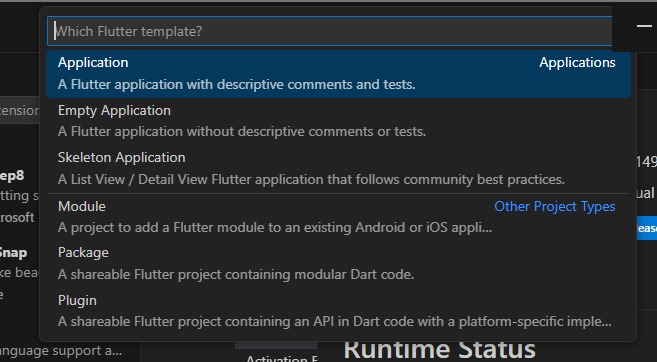 Which Flutter template?
Application Applications
A Flutter application with descriptive comments and tests.
Empty Application
A Flutter application without descriptive comments or tests.
Skeleton Application
A List View / Detail View Flutter application that follows community best practices.
Module Other Project Types
A project to add a Flutter module to an existing Android or iOS appli...
Package
A shareable Flutter project containing modular Dart code.
Plugin
A shareable Flutter project containing an API in Dart code with a platform-specific imple...
tension
ep8
tting s
rosoft
Snap
ke bea
e
anguage support a...
149
ual
leas
Runtime Status